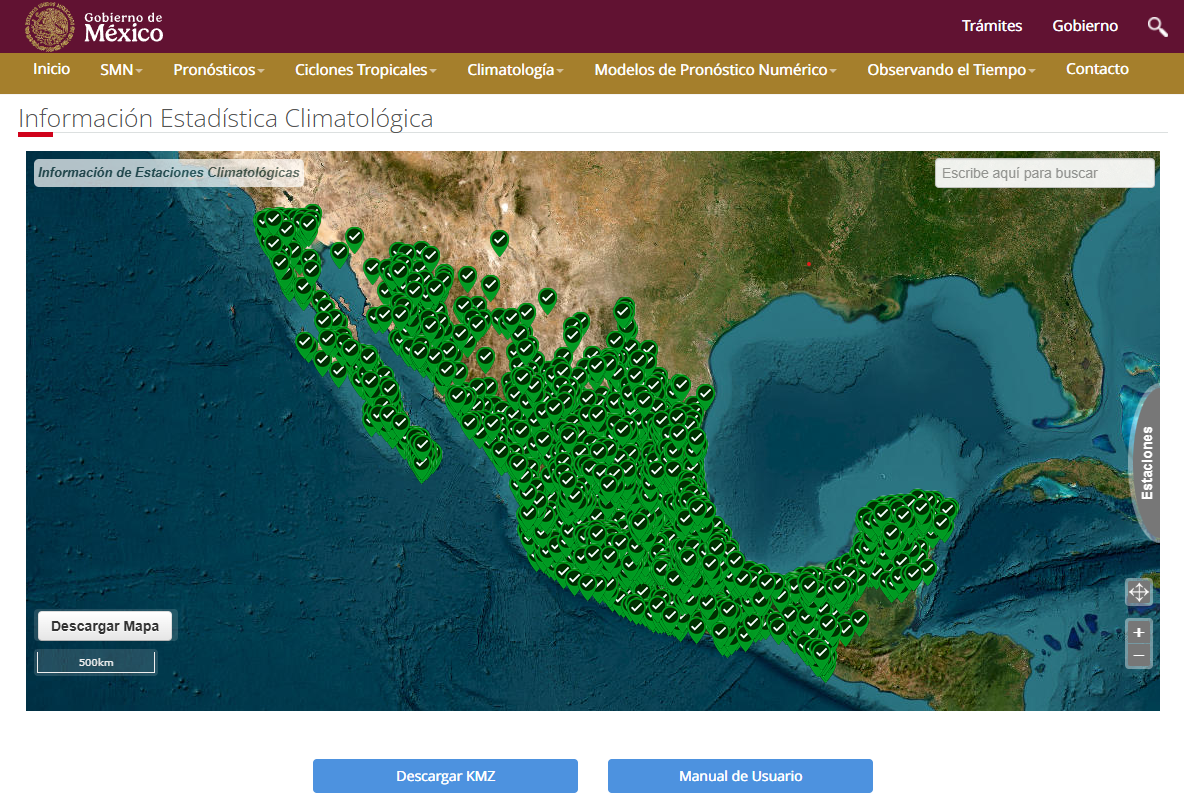 Gobierno de
México
Trámites Gobierno
Inicio SMN Pronósticos Ciclones Tropicales Climatología Modelos de Pronóstico Numérico Observando el Tiempo Contacto
Información Estadística Climatológica
Información de Estaciones Climatológicas
Escribe aquí para buscar
Estaciones
Descargar Mapa
500km
+
−
Descargar KMZ Manual de Usuario